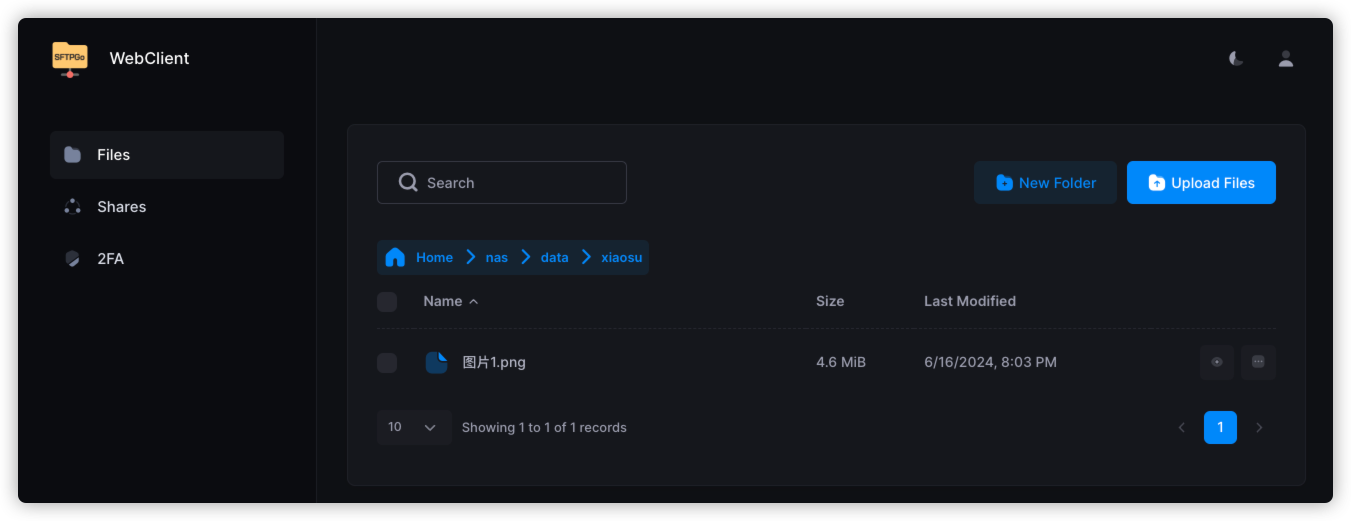 SFTPGo
WebClient
Files
Shares
2FA
Search
New Folder
Upload Files
Home nas data xiaosu
Name Size Last Modified
图片1.png 4.6 MiB 6/16/2024, 8:03 PM
10 Showing 1 to 1 of 1 records 1